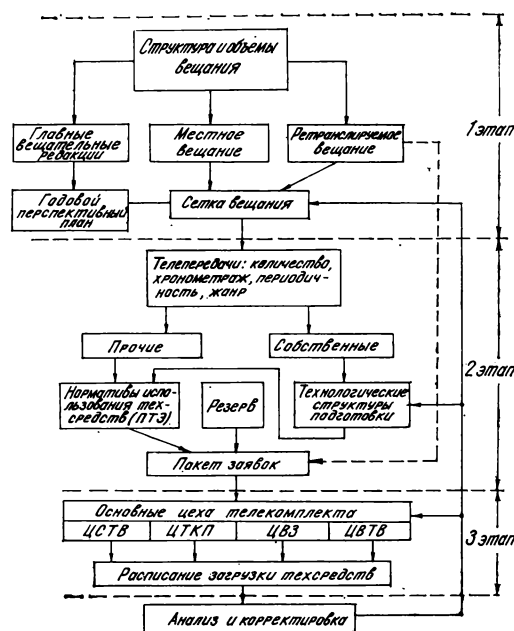 Структура и объемы
вещания
Главные
вещательные
редакции
Местное
вещание
Ретранслируемое
вещание
1 этап
Годовой
перспективный
план
Сетка вещания
Телепередачи: количество,
хронометраж, периодич-
ность, жанр
Прочие
Собственные
2 этап
Нормативы исполь-
зования тех-
средств (ПТЭ)
Резерв
Технологические
структуры
подготовки
Пакет заявок
Основные цеха телекомплекта
ЦСТВ
ЦТКП
ЦВЗ
ЦВТВ
3 этап
Расписание загрузки техсредств
Анализ и корректировка